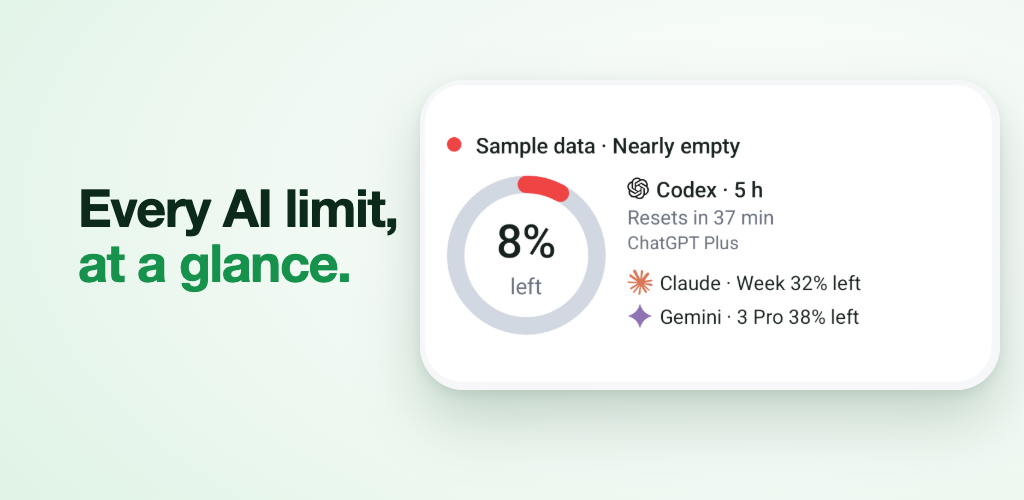 Every AI limit,
at a glance.
Sample data · Nearly empty
8%
left
Codex · 5 h
Resets in 37 min
ChatGPT Plus
Claude · Week 32% left
Gemini · 3 Pro 38% left